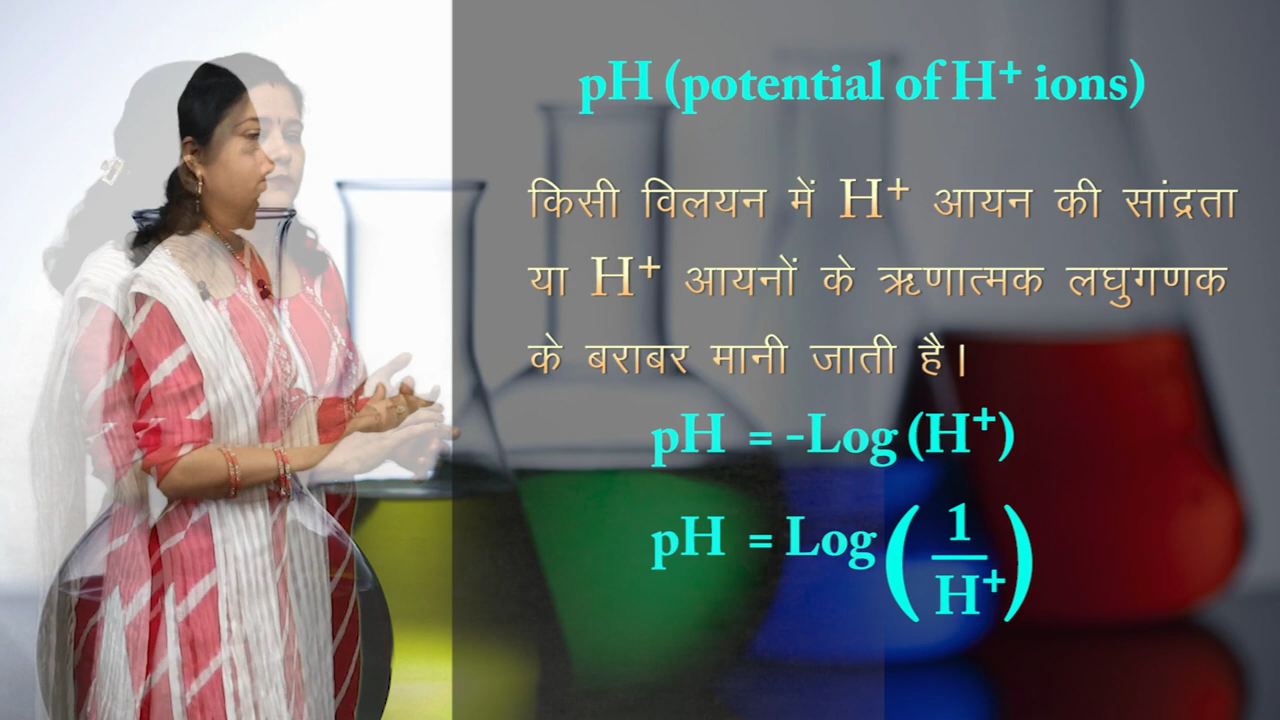 pH (potential of H⁺ ions)
किसी विलयन में H⁺ आयन की सांद्रता
या H⁺ आयनों के ऋणात्मक लघुगणक
के बराबर मानी जाती है।
pH = -Log (H⁺)
pH = Log (1/H⁺)